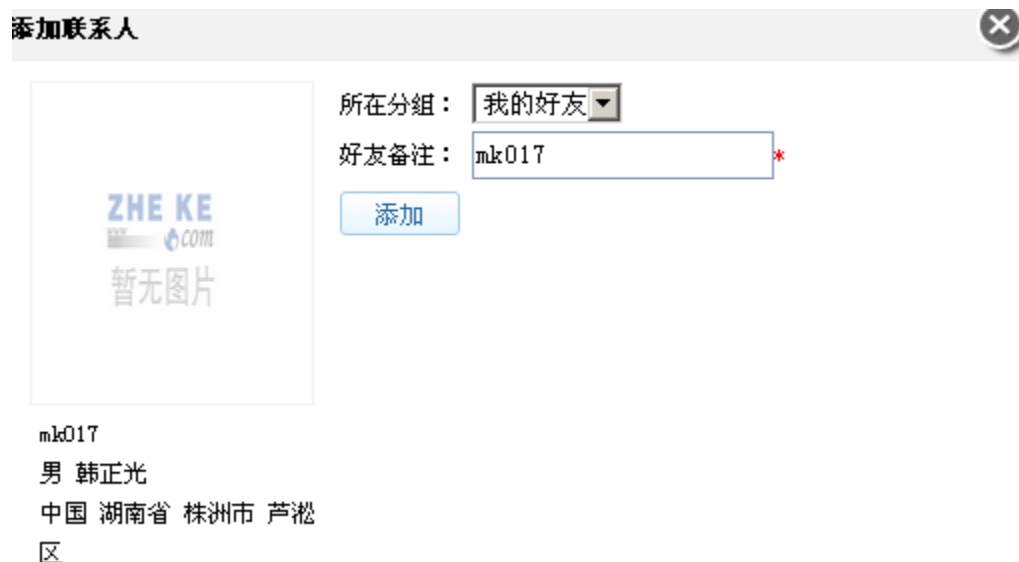 添加联系人
所在分组： 我的好友
好友备注： mk017 *
添加
ZHE KE
com
暂无图片
mk017
男 韩正光
中国 湖南省 株洲市 芦淞
区